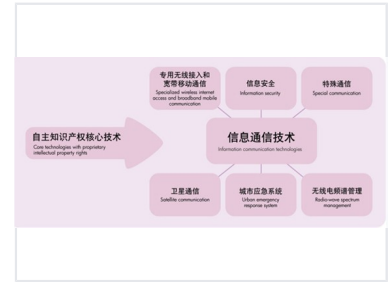 专用无线接入和
宽带移动通信
Specialized wireless internet
access and broadband mobile
communication
信息安全
Information security
特殊通信
Special communication
自主知识产权核心技术
Core technologies with proprietary
intellectual property rights
信息通信技术
Information communication technologies
卫星通信
Satellite communication
城市应急系统
Urban emergency
response system
无线电频谱管理
Radio-wave spectrum
management